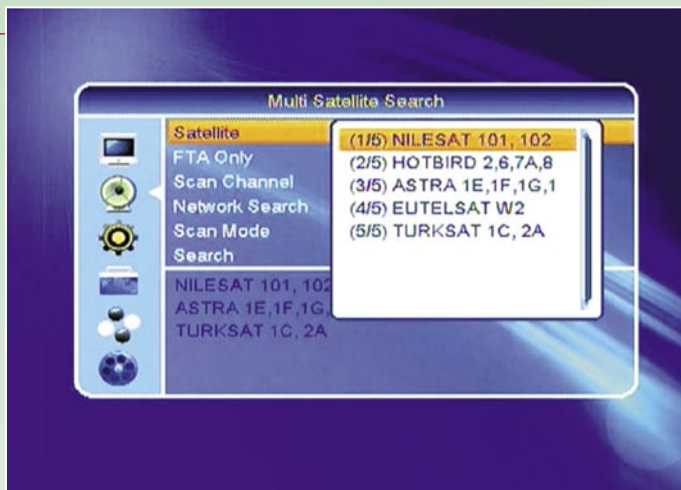 Multi Satellite Search
Satellite
FTA Only
Scan Channel
Network Search
Scan Mode
Search
(1/5) NILESAT 101, 102
(2/5) HOTBIRD 2,6,7A,8
(3/5) ASTRA 1E,1F,1G,1
(4/5) EUTELSAT W2
(5/5) TURKSAT 1C, 2A
NILESAT 101, 102
ASTRA 1E,1F,1G,
TURKSAT 1C, 2A